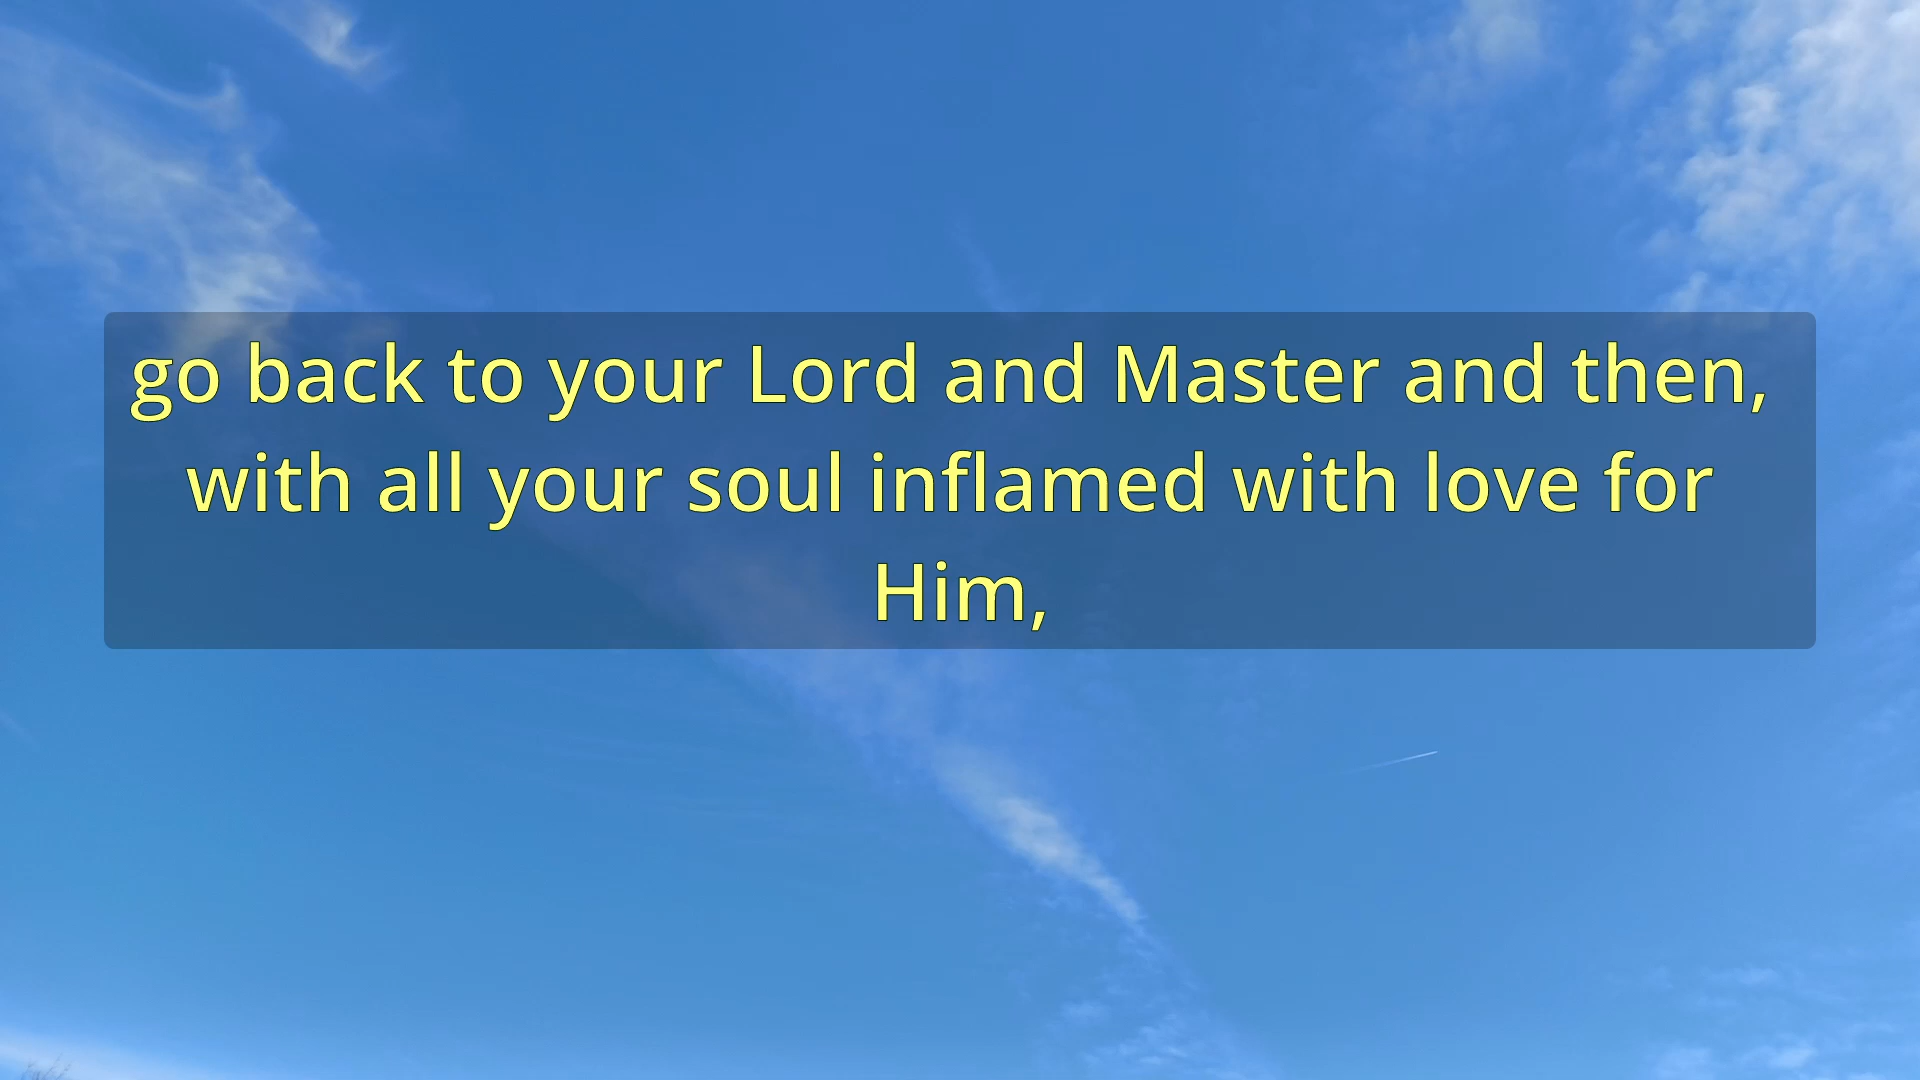 go back to your Lord and Master and then,
with all your soul inflamed with love for
Him,